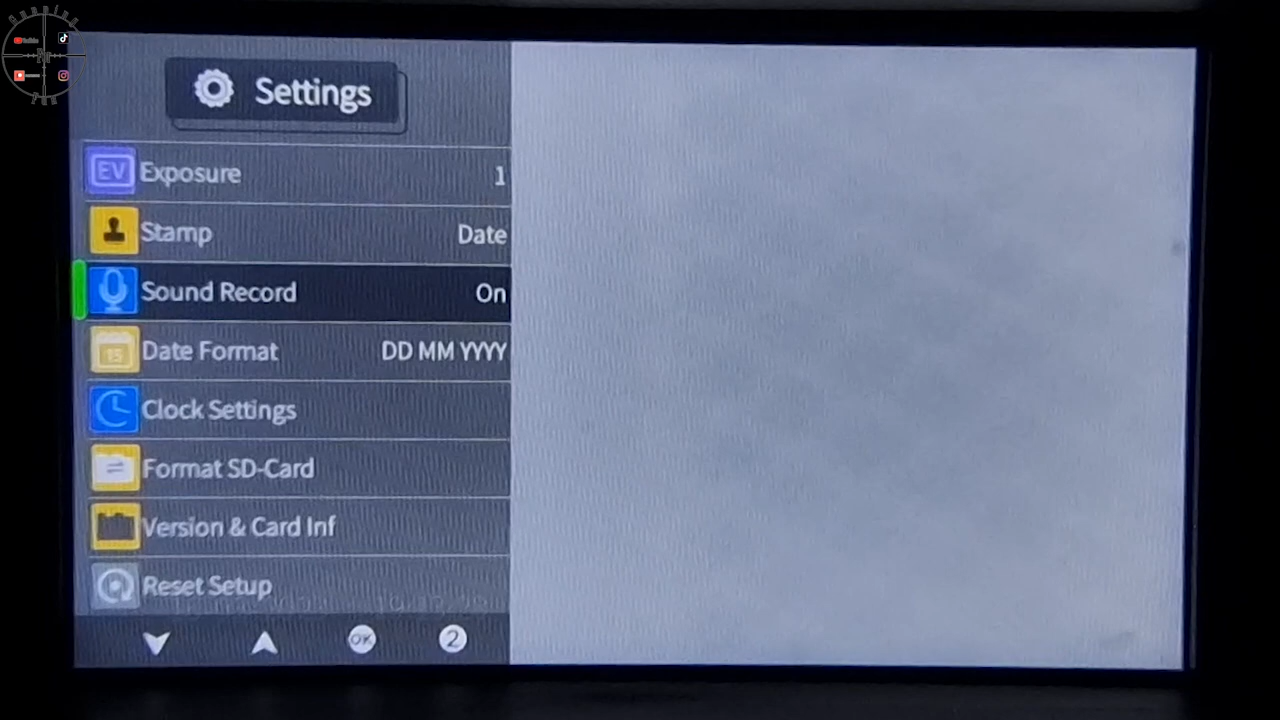 Settings
EV Exposure 1
Stamp Date
Sound Record On
15 Date Format DD MM YYYY
Clock Settings
Format SD-Card
Version & Card Inf
Reset Setup
OK 2